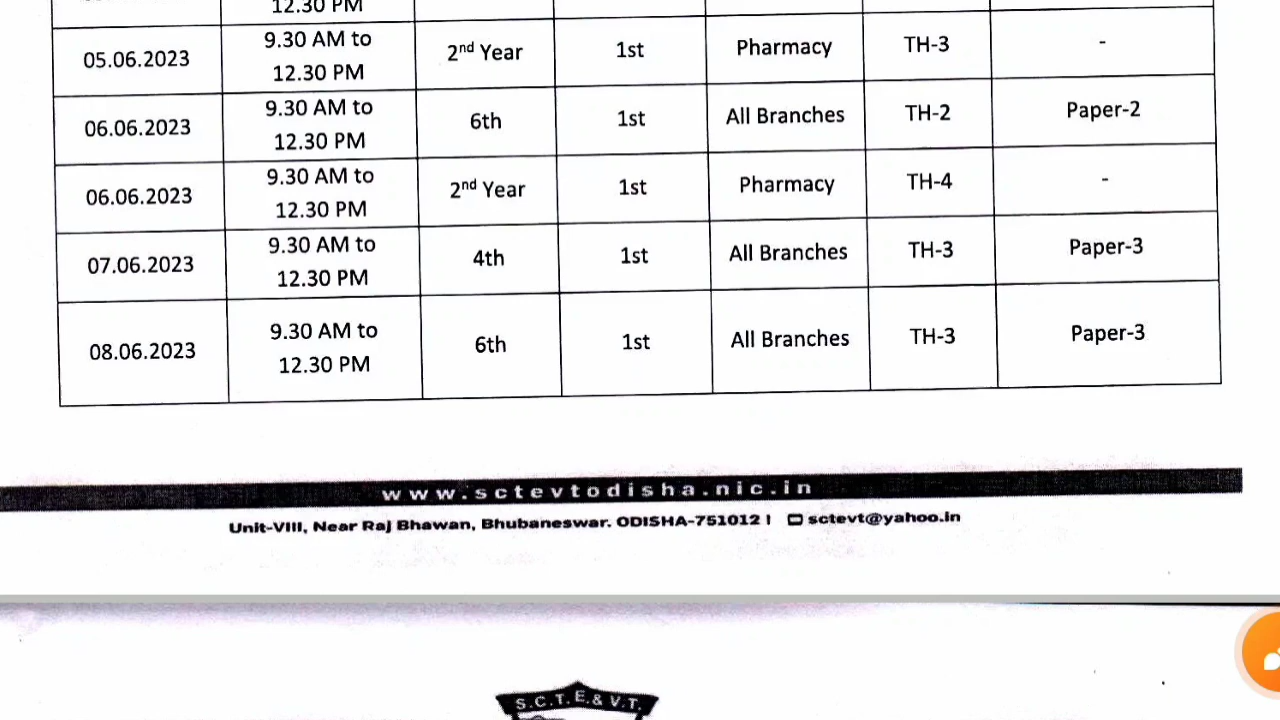 12.30 PM
05.06.2023 9.30 AM to 12.30 PM 2nd Year 1st Pharmacy TH-3 -
06.06.2023 9.30 AM to 12.30 PM 6th 1st All Branches TH-2 Paper-2
06.06.2023 9.30 AM to 12.30 PM 2nd Year 1st Pharmacy TH-4 -
07.06.2023 9.30 AM to 12.30 PM 4th 1st All Branches TH-3 Paper-3
08.06.2023 9.30 AM to 12.30 PM 6th 1st All Branches TH-3 Paper-3
www.sctevtodisha.nic.in
Unit-VIII, Near Raj Bhawan, Bhubaneswar. ODISHA-751012 | sctevt@yahoo.in
S.C.T.E.& V.T.